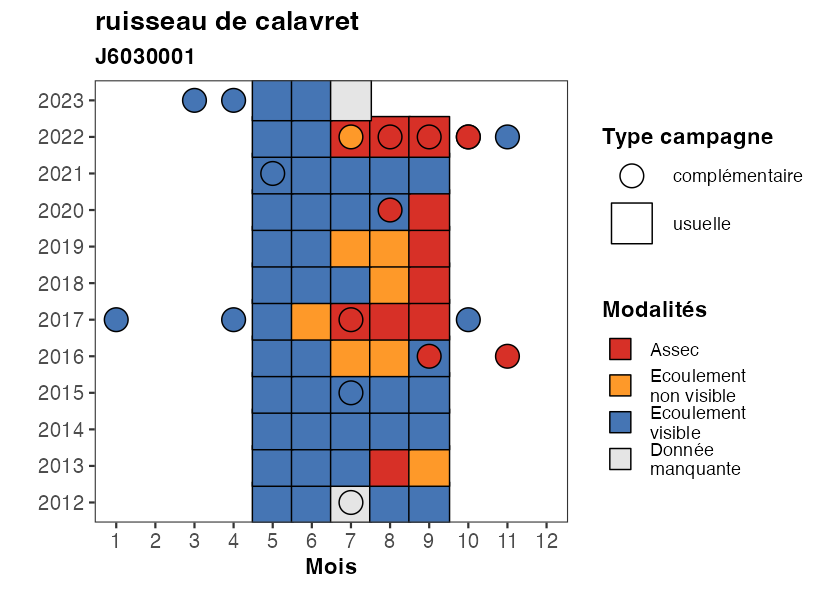 ruisseau de calavret
J6030001
2023
2022
2021
2020
2019
2018
2017
2016
2015
2014
2013
2012
1 2 3 4 5 6 7 8 9 10 11 12
Mois
Type campagne
complémentaire
usuelle
Modalités
Assec
Ecoulement
non visible
Ecoulement
visible
Donnée
manquante